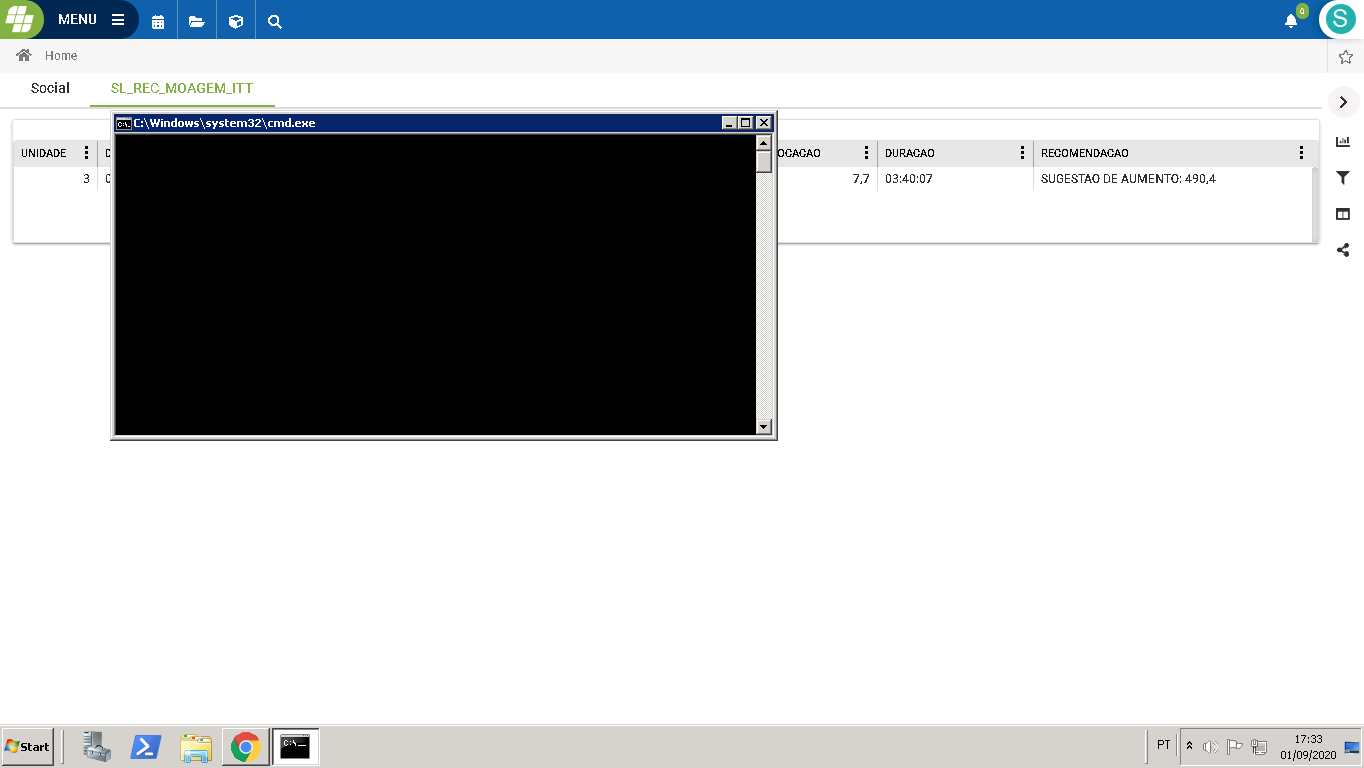 MENU
0
S
Home
Social
SL_REC_MOAGEM_ITT
C:\Windows\system32\cmd.exe
UNIDADE
D
OCACAO
DURACAO
RECOMENDACAO
3
0
7,7
03:40:07
SUGESTAO DE AUMENTO: 490,4
Start
C:\
PT
17:33
01/09/2020